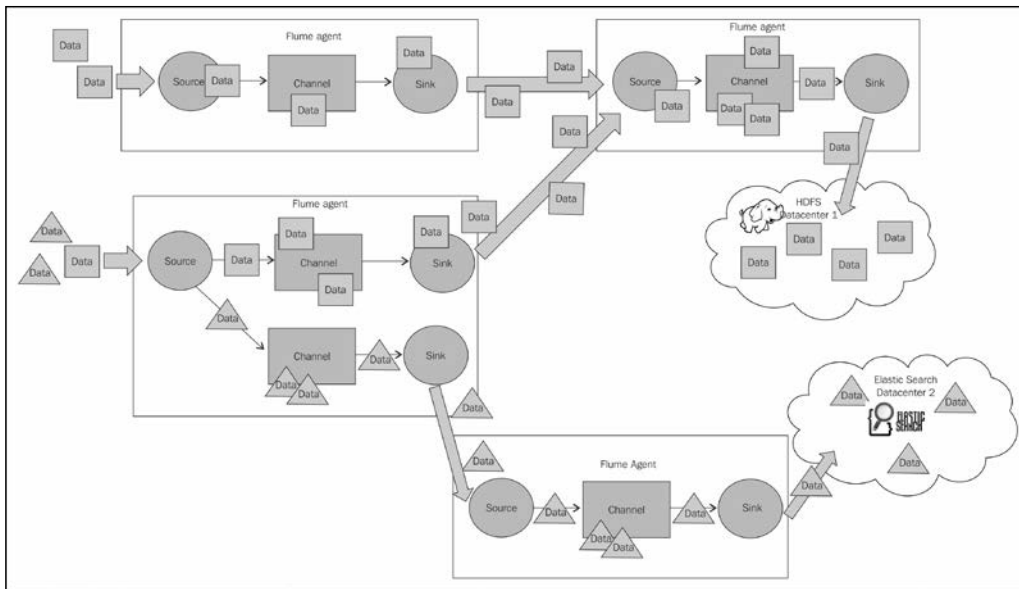 Flume agent
Data
Data
Source
Data
Channel
Data
Data
Sink
Data
Data
Flume agent
Source
Data
Data
Channel
Data
Data
Data
Sink
Data
HDFS
Datacenter 1
Data
Data
Data
Data
Flume agent
Data
Data
Data
Source
Data
Data
Channel
Data
Data
Sink
Data
Data
Data
Data
Channel
Data
Data
Data
Sink
Data
Data
Flume Agent
Source
Data
Channel
Data
Data
Data
Sink
Data
Elastic Search
Datacenter 2
Data
Data
ELASTIC
SEARCH
Data